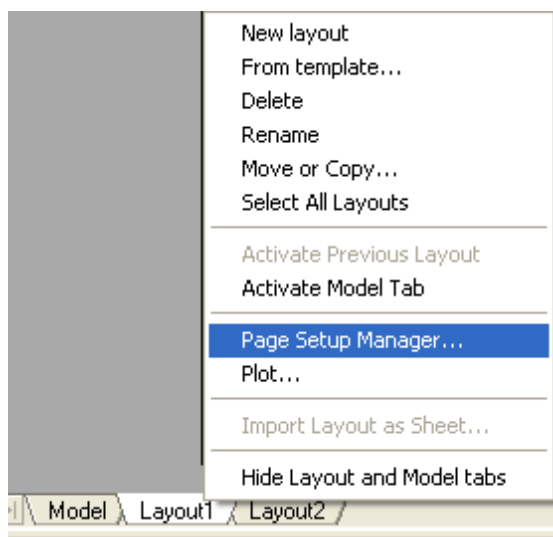 New layout
From template...
Delete
Rename
Move or Copy...
Select All Layouts
Activate Previous Layout
Activate Model Tab
Page Setup Manager...
Plot...
Import Layout as Sheet...
Hide Layout and Model tabs
Model Layout1 Layout2